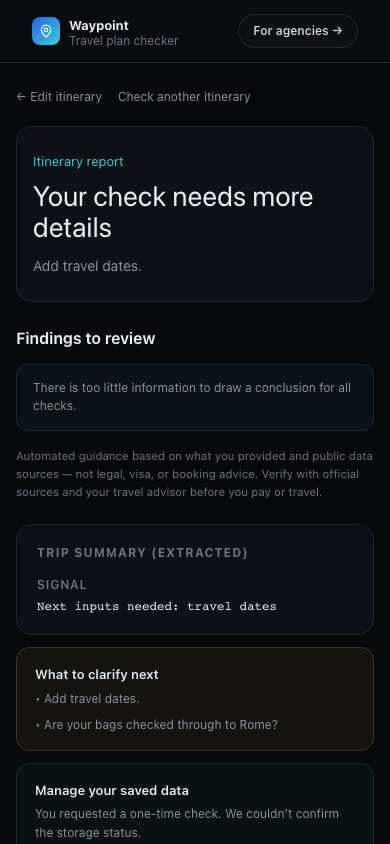 Waypoint
Travel plan checker
For agencies →
← Edit itinerary
Check another itinerary
Itinerary report
Your check needs more
details
Add travel dates.
Findings to review
There is too little information to draw a conclusion for all
checks.
Automated guidance based on what you provided and public data
sources — not legal, visa, or booking advice. Verify with official
sources and your travel advisor before you pay or travel.
TRIP SUMMARY (EXTRACTED)
SIGNAL
Next inputs needed: travel dates
What to clarify next
• Add travel dates.
• Are your bags checked through to Rome?
Manage your saved data
You requested a one-time check. We couldn’t confirm
the storage status.